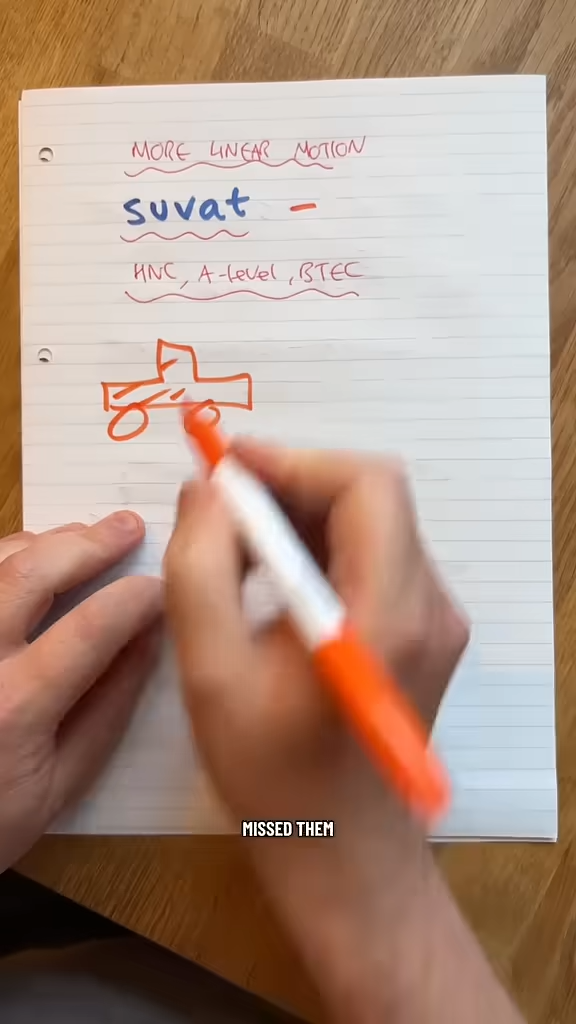 MORE LINEAR MOTION
suvat -
HNC, A-Level, BTEC
MISSED THEM